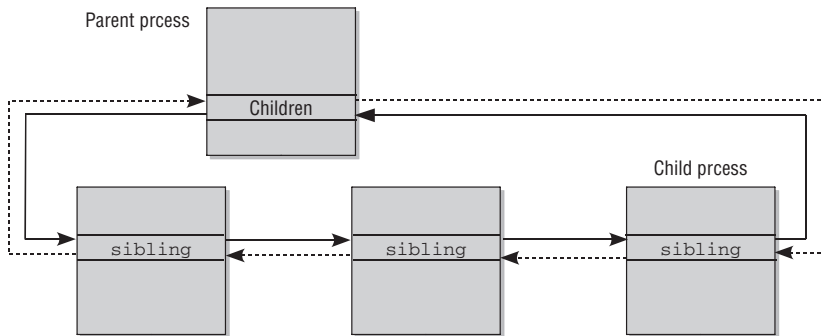 Parent prcess
Children
Child prcess
sibling
sibling
sibling